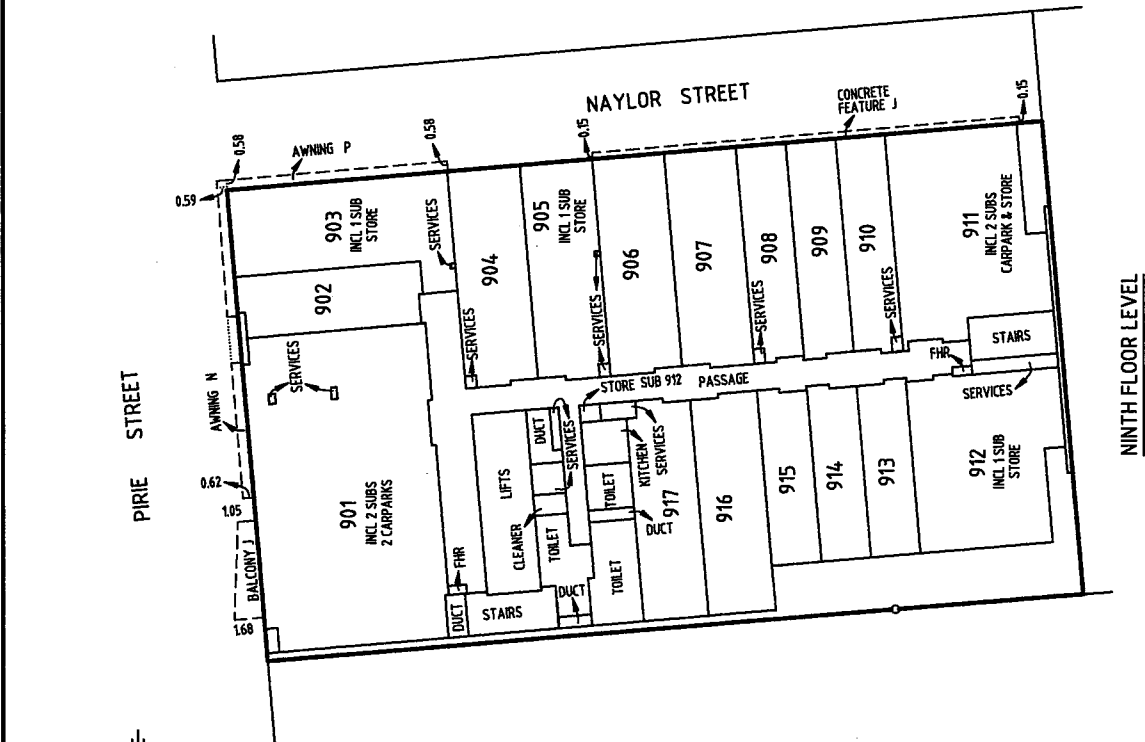 NAYLOR STREET
CONCRETE
FEATURE J
0.15
0.15
0.58
0.58
0.59
AWNING P
903
INCL 1 SUB
STORE
SERVICES
904
905
INCL 1 SUB
STORE
906
907
908
909
910
911
INCL 2 SUBS
CARPARK & STORE
902
SERVICES
SERVICES
SERVICES
SERVICES
SERVICES
STAIRS
FHR
SERVICES
STORE SUB 912
PASSAGE
PIRIE STREET
AWNING N
0.62
1.05
BALCONY J
1.68
901
INCL 2 SUBS
2 CARPARKS
LIFTS
DUCT
SERVICES
KITCHEN
SERVICES
CLEANER
TOILET
TOILET
DUCT
917
916
915
914
913
912
INCL 1 SUB
STORE
FHR
DUCT
STAIRS
DUCT
TOILET
NINTH FLOOR LEVEL